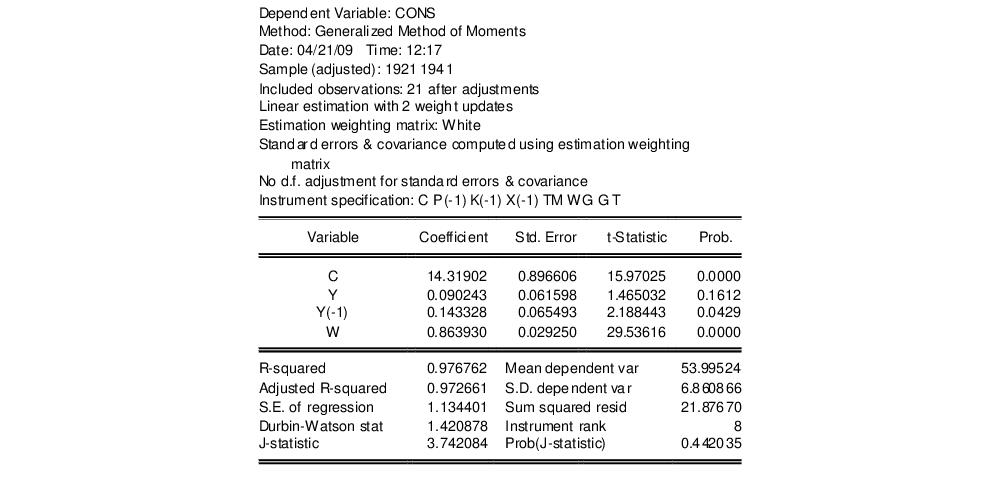 Dependent Variable: CONS
Method: Generalized Method of Moments
Date: 04/21/09 Time: 12:17
Sample (adjusted): 1921 1941
Included observations: 21 after adjustments
Linear estimation with 2 weight updates
Estimation weighting matrix: White
Standard errors & covariance computed using estimation weighting
matrix
No d.f. adjustment for standard errors & covariance
Instrument specification: C P(-1) K(-1) X(-1) TM WG G T
Variable Coefficient Std. Error t-Statistic Prob.
C 14.31902 0.896606 15.97025 0.0000
Y 0.090243 0.061598 1.465032 0.1612
Y(-1) 0.143328 0.065493 2.188443 0.0429
W 0.863930 0.029250 29.53616 0.0000
R-squared 0.976762 Mean dependent var 53.99524
Adjusted R-squared 0.972661 S.D. dependent var 6.860866
S.E. of regression 1.134401 Sum squared resid 21.87670
Durbin-Watson stat 1.420878 Instrument rank 8
J-statistic 3.742084 Prob(J-statistic) 0.442035